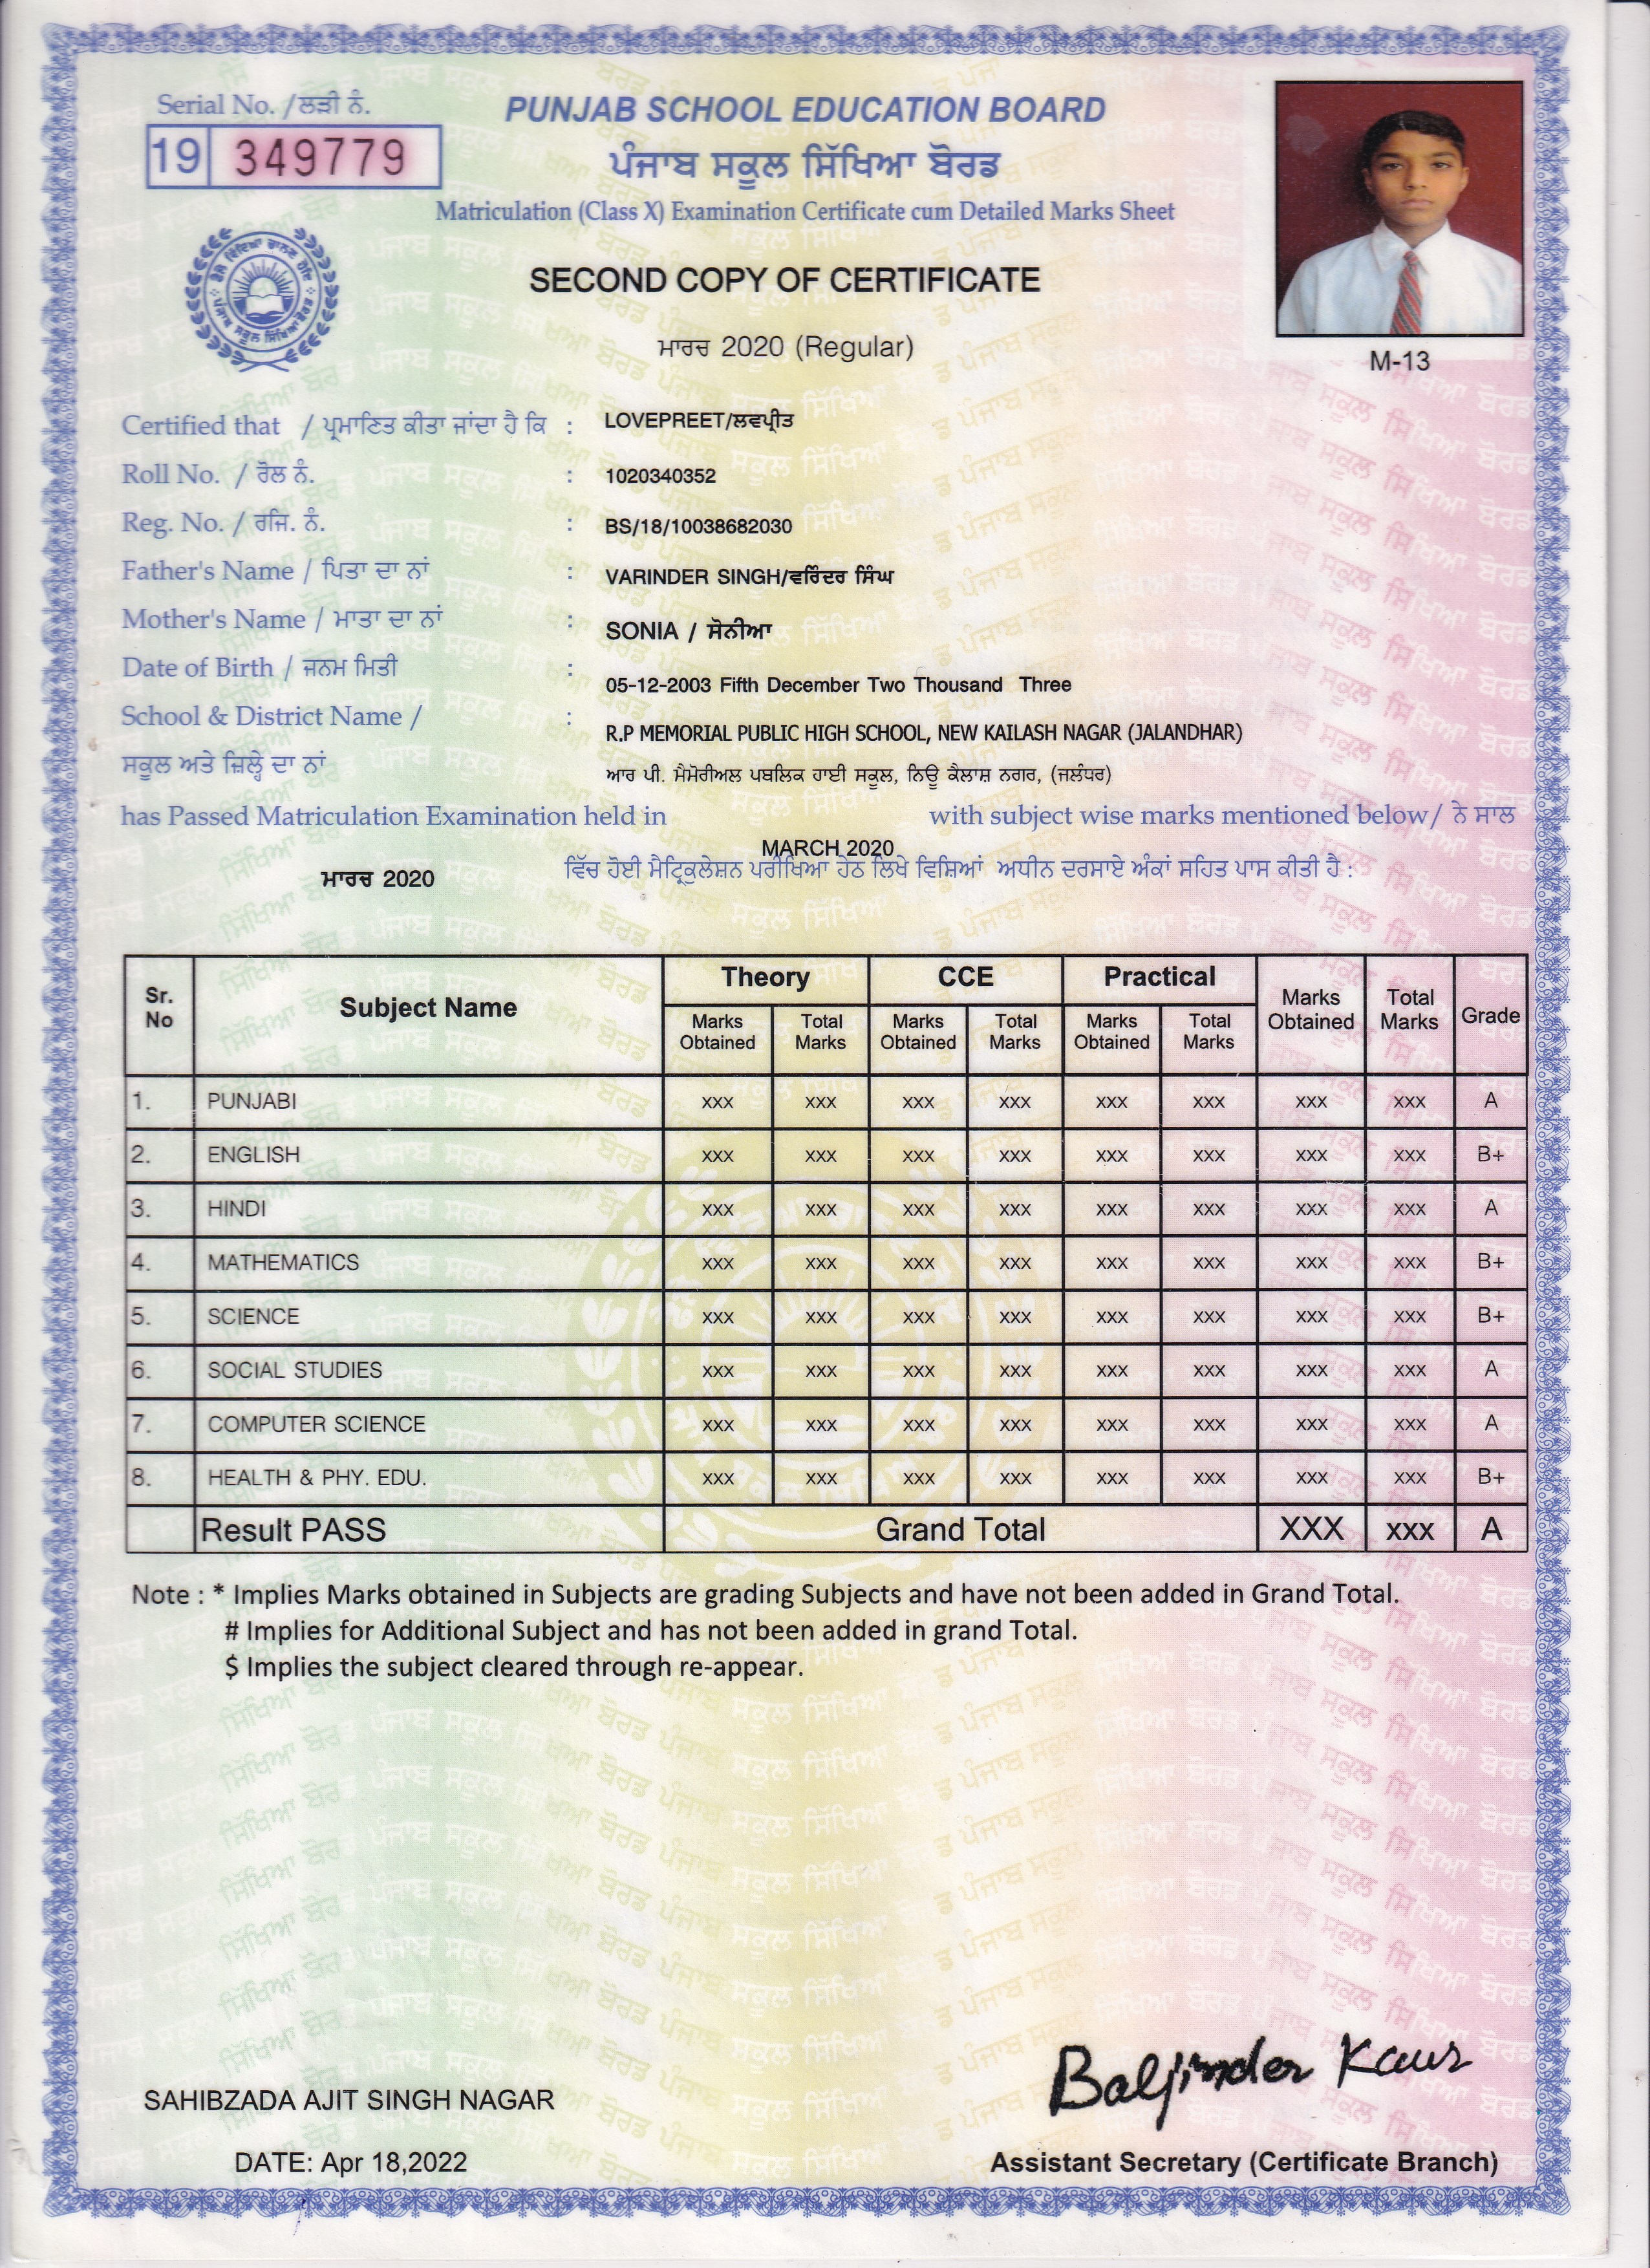 Serial No. /ਲੜੀ ਨੰ.
19 349779
PUNJAB SCHOOL EDUCATION BOARD
ਪੰਜਾਬ ਸਕੂਲ ਸਿੱਖਿਆ ਬੋਰਡ
Matriculation (Class X) Examination Certificate cum Detailed Marks Sheet
SECOND COPY OF CERTIFICATE
ਮਾਰਚ 2020 (Regular)
M-13
Certified that / ਪ੍ਰਮਾਣਿਤ ਕੀਤਾ ਜਾਂਦਾ ਹੈ ਕਿ : LOVEPREET/ਲਵਪ੍ਰੀਤ
Roll No. / ਰੋਲ ਨੰ. : 1020340352
Reg. No. / ਰਜਿ. ਨੰ. : BS/18/10038682030
Father's Name / ਪਿਤਾ ਦਾ ਨਾਂ : VARINDER SINGH/ਵਰਿੰਦਰ ਸਿੰਘ
Mother's Name / ਮਾਤਾ ਦਾ ਨਾਂ : SONIA / ਸੋਨੀਆ
Date of Birth / ਜਨਮ ਮਿਤੀ : 05-12-2003 Fifth December Two Thousand Three
School & District Name / : R.P MEMORIAL PUBLIC HIGH SCHOOL, NEW KAILASH NAGAR (JALANDHAR)
ਸਕੂਲ ਅਤੇ ਜ਼ਿਲ੍ਹੇ ਦਾ ਨਾਂ ਆਰ ਪੀ. ਮੈਮੋਰੀਅਲ ਪਬਲਿਕ ਹਾਈ ਸਕੂਲ, ਨਿਊ ਕੈਲਾਸ਼ ਨਗਰ, (ਜਲੰਧਰ)
has Passed Matriculation Examination held in MARCH 2020 with subject wise marks mentioned below/ ਨੇ ਸਾਲ
ਮਾਰਚ 2020 ਵਿੱਚ ਹੋਈ ਮੈਟ੍ਰਿਕੁਲੇਸ਼ਨ ਪਰੀਖਿਆ ਹੇਠ ਲਿਖੇ ਵਿਸ਼ਿਆਂ ਅਧੀਨ ਦਰਸਾਏ ਅੰਕਾਂ ਸਹਿਤ ਪਾਸ ਕੀਤੀ ਹੈ :
Sr. No Subject Name Theory CCE Practical Marks Obtained Total Marks Grade
Marks Obtained Total Marks Marks Obtained Total Marks Marks Obtained Total Marks
1. PUNJABI xxx xxx xxx xxx xxx xxx xxx xxx A
2. ENGLISH xxx xxx xxx xxx xxx xxx xxx xxx B+
3. HINDI xxx xxx xxx xxx xxx xxx xxx xxx A
4. MATHEMATICS xxx xxx xxx xxx xxx xxx xxx xxx B+
5. SCIENCE xxx xxx xxx xxx xxx xxx xxx xxx B+
6. SOCIAL STUDIES xxx xxx xxx xxx xxx xxx xxx xxx A
7. COMPUTER SCIENCE xxx xxx xxx xxx xxx xxx xxx xxx A
8. HEALTH & PHY. EDU. xxx xxx xxx xxx xxx xxx xxx xxx B+
Result PASS Grand Total XXX xxx A
Note : * Implies Marks obtained in Subjects are grading Subjects and have not been added in Grand Total.
# Implies for Additional Subject and has not been added in grand Total.
$ Implies the subject cleared through re-appear.
Baljinder Kaur
SAHIBZADA AJIT SINGH NAGAR
DATE: Apr 18,2022
Assistant Secretary (Certificate Branch)